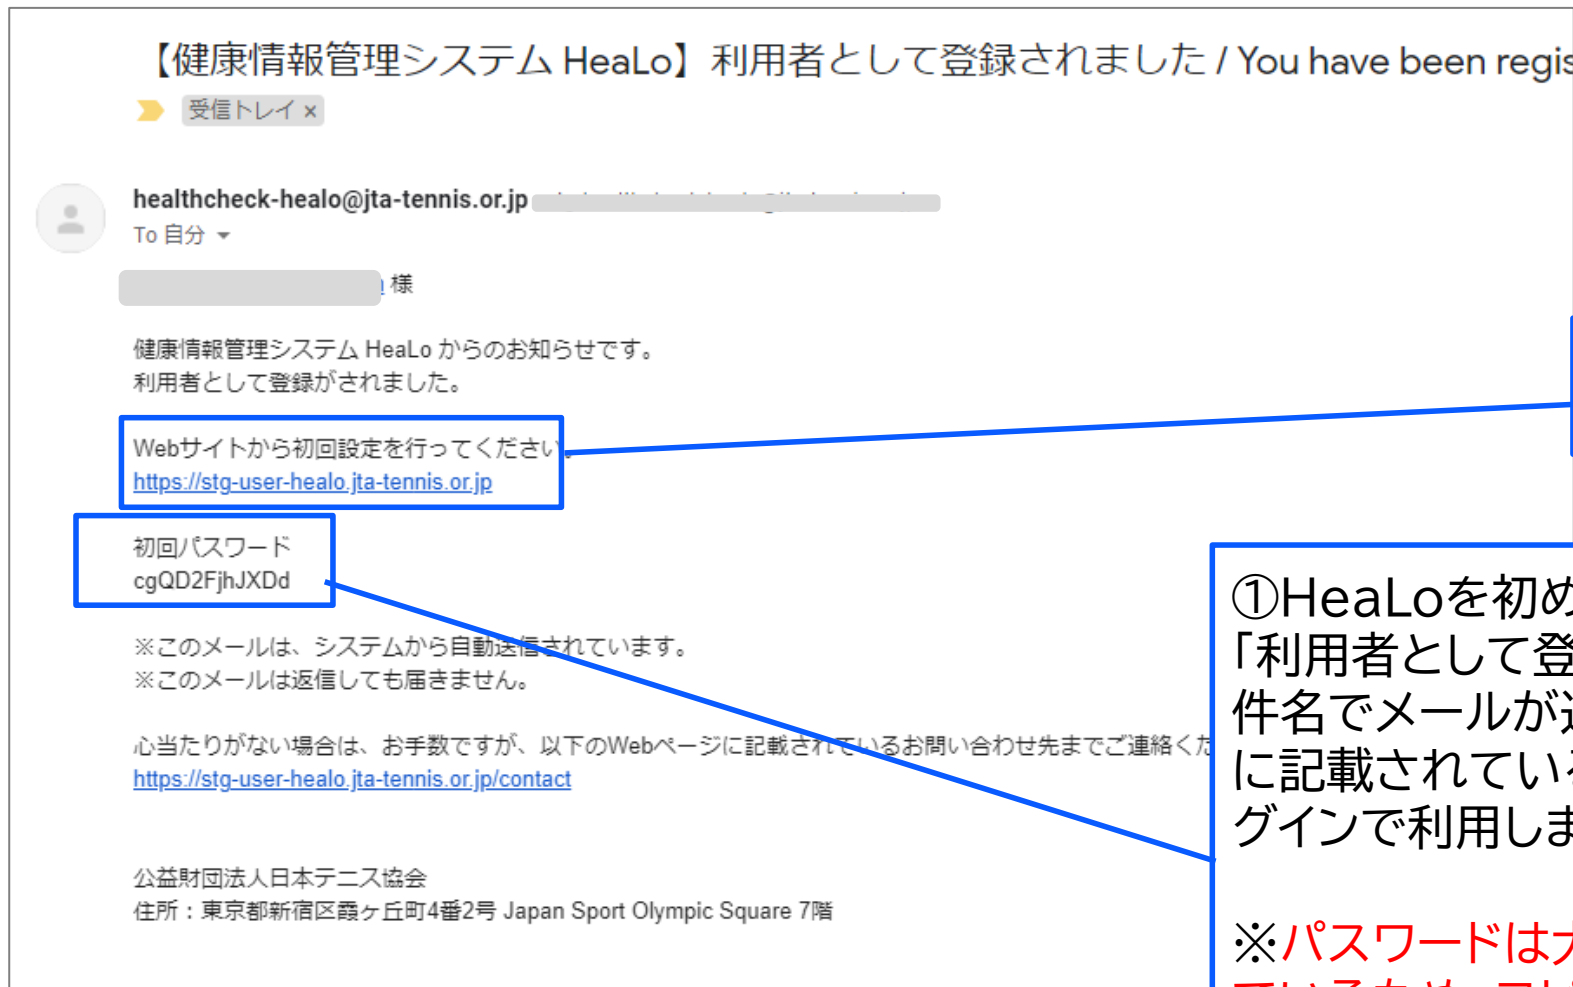 【健康情報管理システム HeaLo】利用者として登録されました / You have been regis
受信トレイ ×
healthcheck-healo@jta-tennis.or.jp
To 自分
様
健康情報管理システム HeaLo からのお知らせです。
利用者として登録がされました。
Webサイトから初回設定を行ってください。
https://stg-user-healo.jta-tennis.or.jp
初回パスワード
cgQD2FjhJXDd
※このメールは、システムから自動送信されています。
※このメールは返信しても届きません。
心当たりがない場合は、お手数ですが、以下のWebページに記載されているお問い合わせ先までご連絡くだ
https://stg-user-healo.jta-tennis.or.jp/contact
公益財団法人日本テニス協会
住所：東京都新宿区霞ヶ丘町4番2号 Japan Sport Olympic Square 7階
①HeaLoを初め
「利用者として登
件名でメールが送
に記載されている
グインで利用しま
※パスワードは大